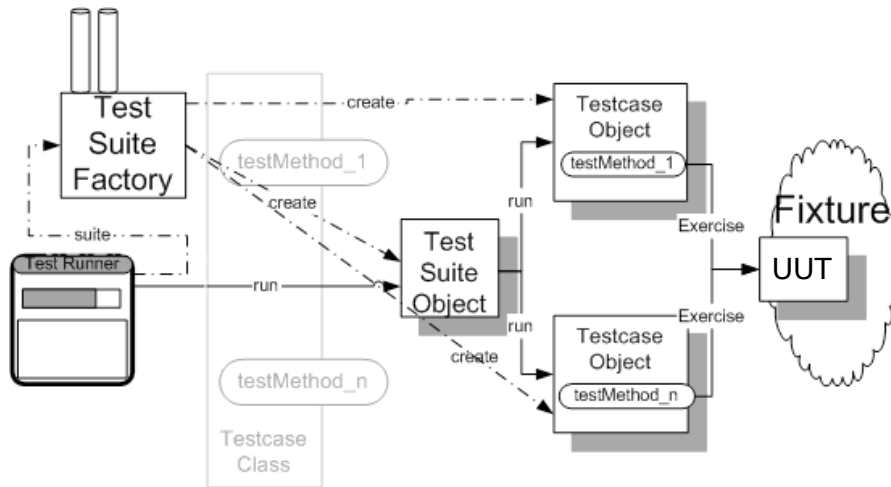 Test
Suite
Factory
create
Testcase
Object
testMethod_1
testMethod_1
create
run
Fixture
suite
Test Runner
run
Test
Suite
Object
Exercise
UUT
run
Exercise
create
Testcase
Object
testMethod_n
testMethod_n
Testcase
Class